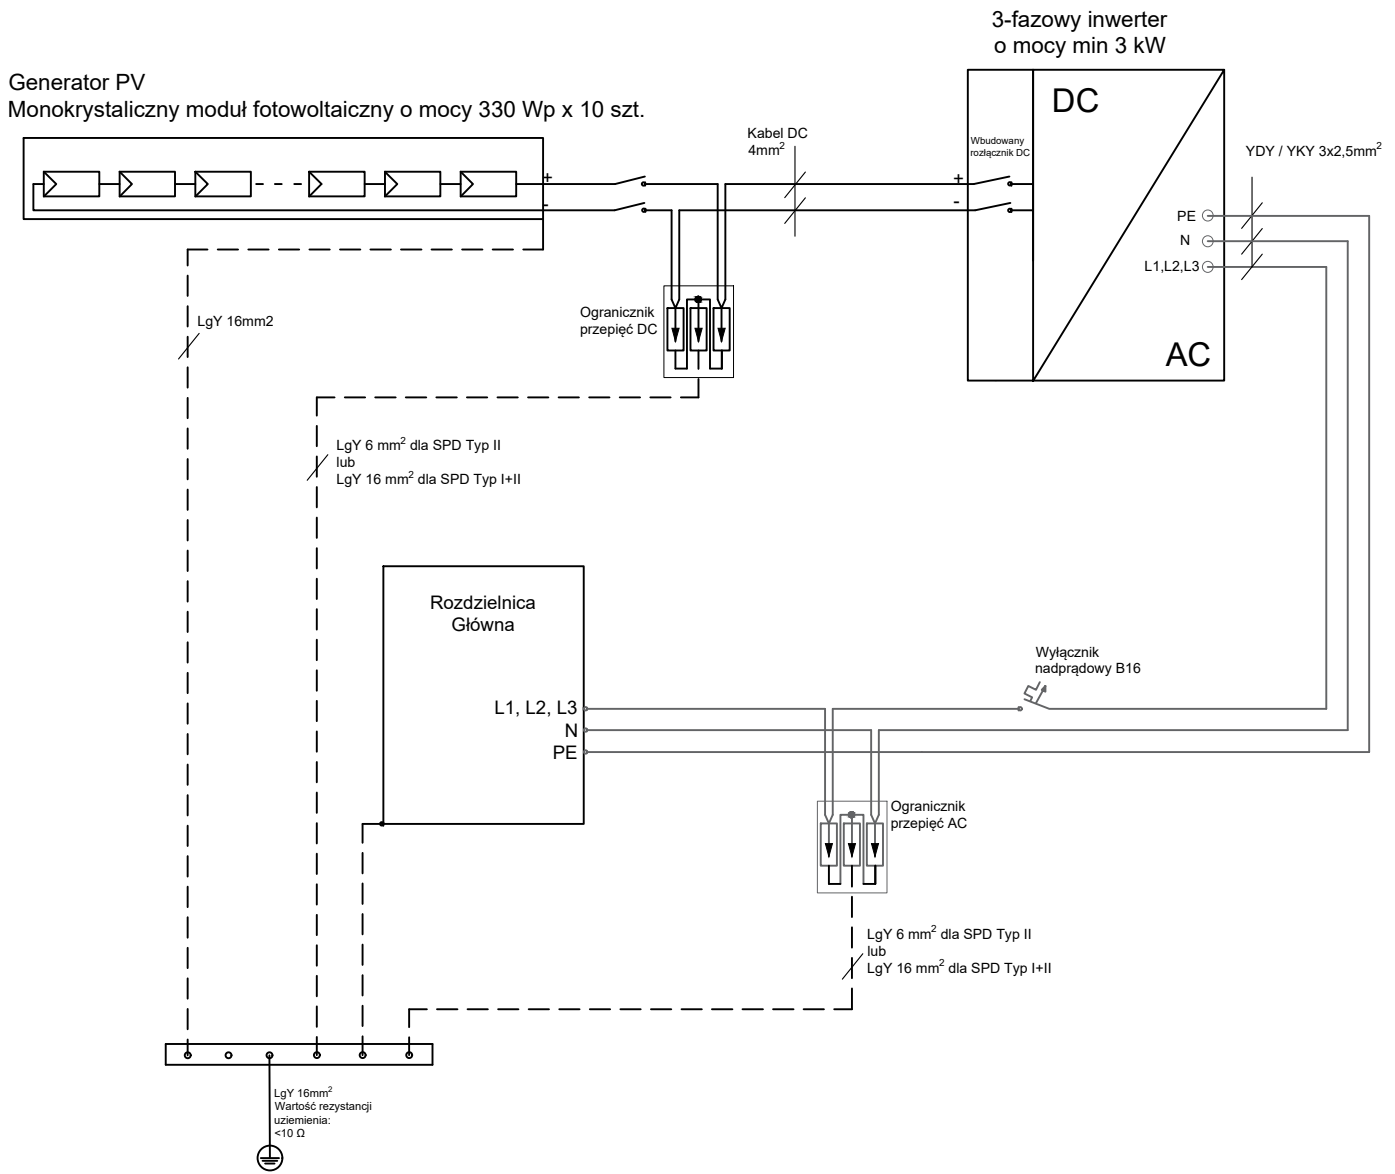 3-fazowy inwerter
o mocy min 3 kW
Generator PV
Monokrystaliczny moduł fotowoltaiczny o mocy 330 Wp x 10 szt.
DC
Kabel DC
4mm²
Wbudowany
rozłącznik DC
YDY / YKY 3x2,5mm²
+
-
+
-
PE
N
L1,L2,L3
AC
LgY 16mm2
Ogranicznik
przepięć DC
LgY 6 mm² dla SPD Typ II
lub
LgY 16 mm² dla SPD Typ I+II
Rozdzielnica
Główna
L1, L2, L3
N
PE
Wyłącznik
nadprądowy B16
Ogranicznik
przepięć AC
LgY 6 mm² dla SPD Typ II
lub
LgY 16 mm² dla SPD Typ I+II
LgY 16mm²
Wartość rezystancji
uziemienia:
<10 Ω